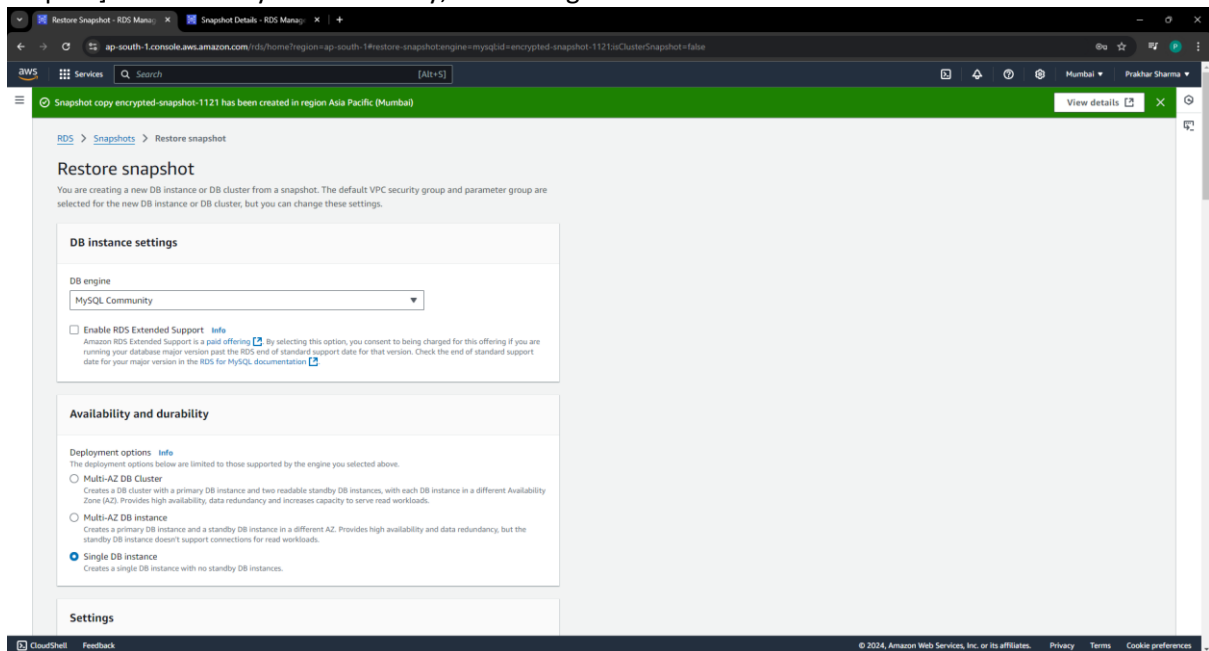 Restore Snapshot - RDS Manag
Snapshot Details - RDS Manage
ap-south-1.console.aws.amazon.com/rds/home?region=ap-south-1#restore-snapshot:engine=mysql;id=encrypted-snapshot-1121;isClusterSnapshot=false
aws
Services
Search
[Alt+S]
Mumbai
Prakhar Sharma
Snapshot copy encrypted-snapshot-1121 has been created in region Asia Pacific (Mumbai)
View details
RDS > Snapshots > Restore snapshot
Restore snapshot
You are creating a new DB instance or DB cluster from a snapshot. The default VPC security group and parameter group are
selected for the new DB instance or DB cluster, but you can change these settings.
DB instance settings
DB engine
MySQL Community
Enable RDS Extended Support Info
Amazon RDS Extended Support is a paid offering. By selecting this option, you consent to being charged for this offering if you are
running your database major version past the RDS end of standard support date for that version. Check the end of standard support
date for your major version in the RDS for MySQL documentation.
Availability and durability
Deployment options Info
The deployment options below are limited to those supported by the engine you selected above.
Multi-AZ DB Cluster
Creates a DB cluster with a primary DB instance and two readable standby DB instances, with each DB instance in a different Availability
Zone (AZ). Provides high availability, data redundancy and increases capacity to serve read workloads.
Multi-AZ DB instance
Creates a primary DB instance and a standby DB instance in a different AZ. Provides high availability and data redundancy, but the
standby DB instance doesn't support connections for read workloads.
Single DB instance
Creates a single DB instance with no standby DB instances.
Settings
CloudShell Feedback
© 2024, Amazon Web Services, Inc. or its affiliates. Privacy Terms Cookie preferences